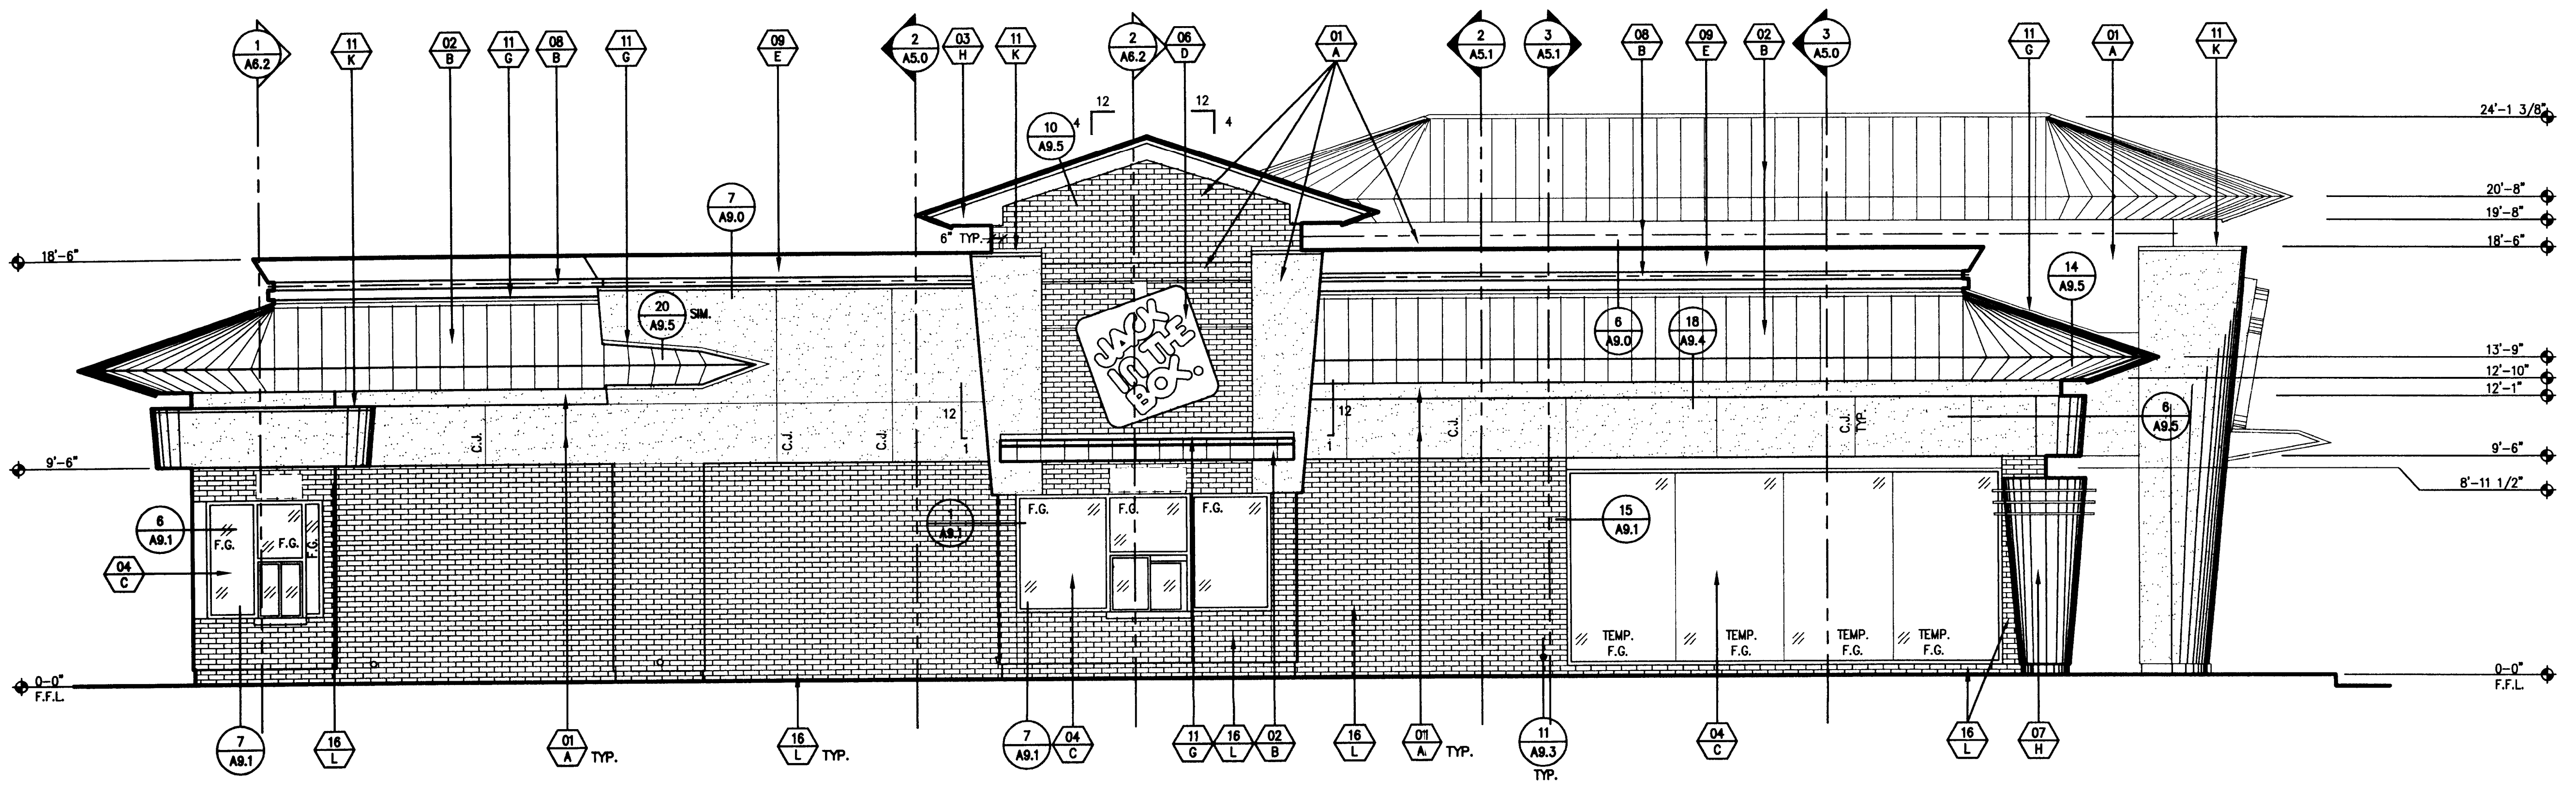 1
A6.2
11
K
02
B
11
G
08
B
11
G
09
E
2
A5.0
03
H
11
K
2
A6.2
06
D
01
A
2
A5.1
3
A5.1
08
B
09
E
02
B
3
A5.0
11
G
01
A
11
K
12
4
12
4
10
A9.5
24'-1 3/8"
20'-8"
19'-8"
18'-6"
7
A9.0
6" TYP.
18'-6"
14
A9.5
20
A9.5
SIM.
JACK
IN THE
BOX.
6
A9.0
18
A9.4
13'-9"
12'-10"
12'-1"
12
1
12
1
C.J.
C.J.
C.J.
C.J.
C.J.
TYP.
6
A9.5
9'-6"
9'-6"
8'-11 1/2"
6
A9.1
F.G.
F.G.
F.G.
1
A9.1
F.G.
F.G.
F.G.
15
A9.1
04
C
TEMP.
F.G.
TEMP.
F.G.
TEMP.
F.G.
TEMP.
F.G.
0-0"
F.F.L.
0-0"
F.F.L.
7
A9.1
16
L
01
A
TYP.
16
L
TYP.
7
A9.1
04
C
11
G
16
L
02
B
16
L
01
A
TYP.
11
A9.3
TYP.
04
C
16
L
07
H